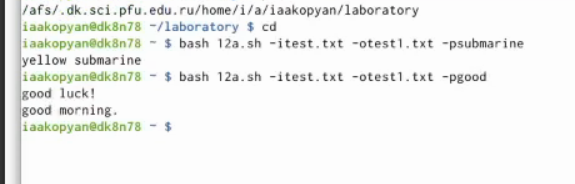 /afs/.dk.sci.pfu.edu.ru/home/i/a/iaakopyan/laboratory
iaakopyan@dk8n78 ~/laboratory $ cd
iaakopyan@dk8n78 ~ $ bash 12a.sh -itest.txt -otest1.txt -psubmarine
yellow submarine
iaakopyan@dk8n78 ~ $ bash 12a.sh -itest.txt -otest1.txt -pgood
good luck!
good morning.
iaakopyan@dk8n78 ~ $